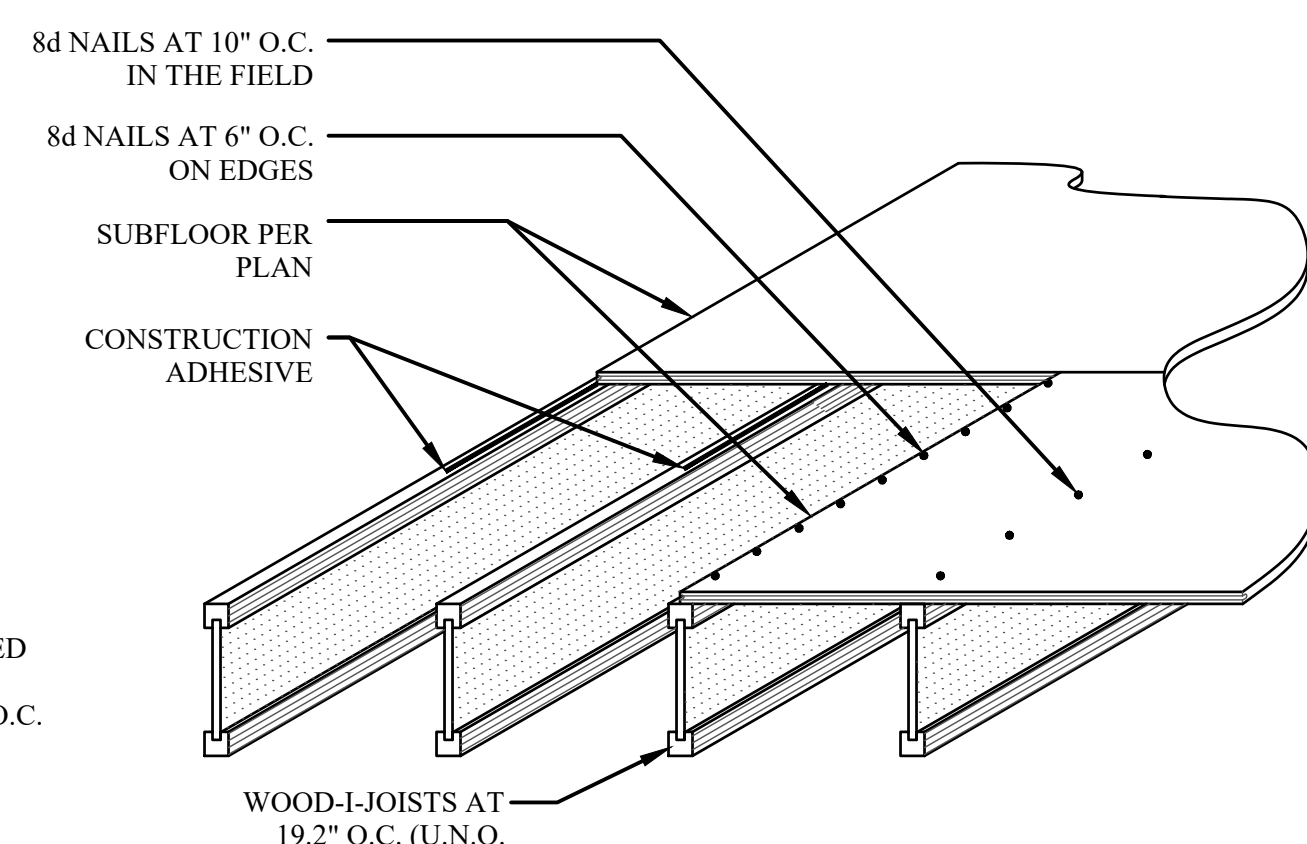 8d NAILS AT 10" O.C.
IN THE FIELD
8d NAILS AT 6" O.C.
ON EDGES
SUBFLOOR PER
PLAN
CONSTRUCTION
ADHESIVE
ED
O.C.
WOOD-I-JOISTS AT
19.2" O.C. (U.N.O.